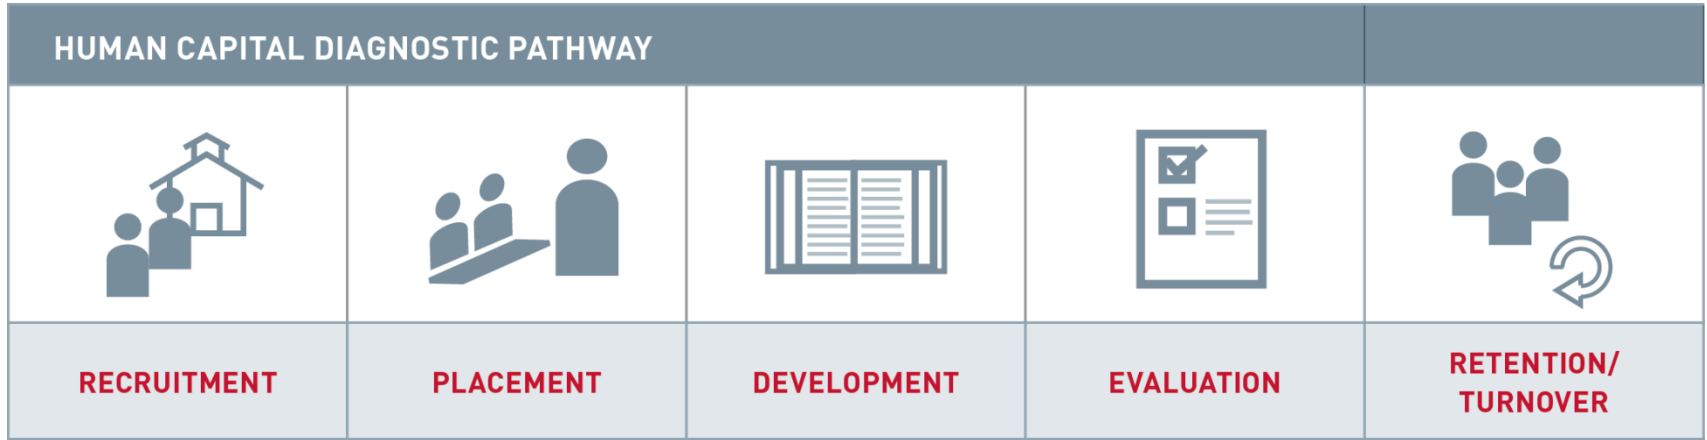 HUMAN CAPITAL DIAGNOSTIC PATHWAY
RECRUITMENT
PLACEMENT
DEVELOPMENT
EVALUATION
RETENTION/
TURNOVER